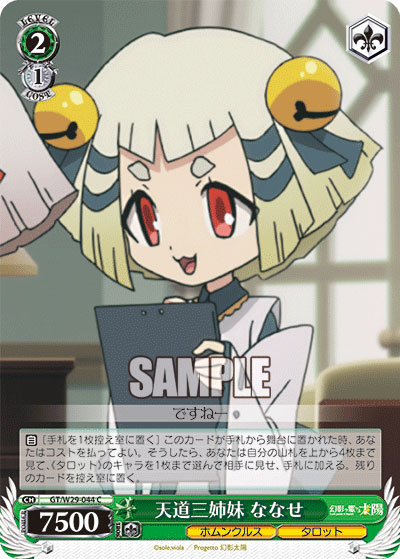 LEVEL
2
1
COST
SAMPLE
ですねー。
【手札を1枚控え室に置く】 このカードが手札から舞台に置かれた時、あな
たはコストを払ってよい。そうしたら、あなたは自分の山札を上から4枚ま
で見て、《タロット》のキャラを1枚まで選んで相手に見せ、手札に加える。残り
のカードを控え室に置く。
CH GT/W29-044 C
7500
天道三姉妹 ななせ
幻影ヲ駆ケル太陽
ホムンクルス
タロット
©sole;viola / Progetto 幻影太陽